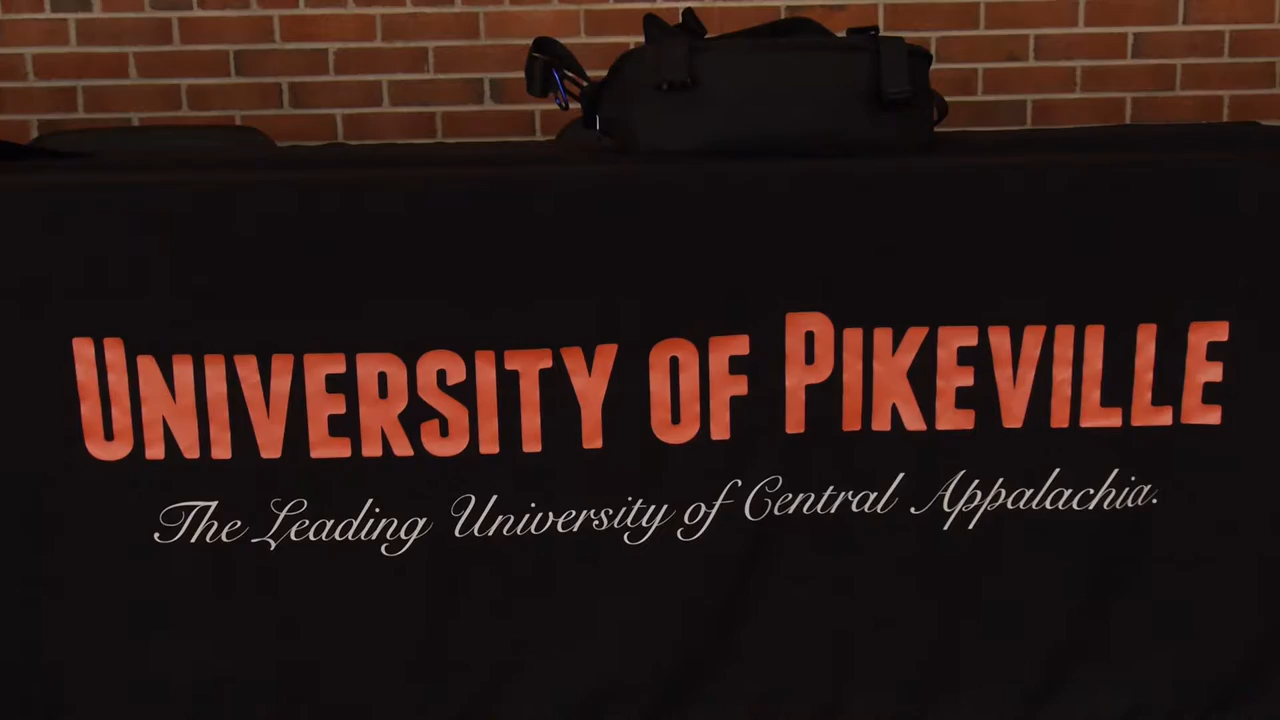 UNIVERSITY OF PIKEVILLE
The Leading University of Central Appalachia.